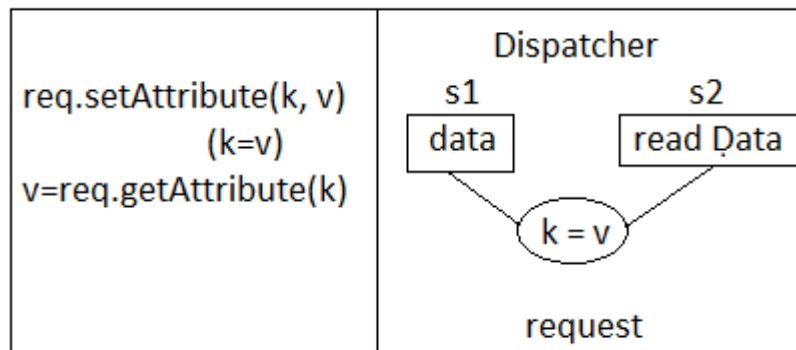 req.setAttribute(k, v)
(k=v)
v=req.getAttribute(k)
Dispatcher
s1 s2
data read Data
k = v
request